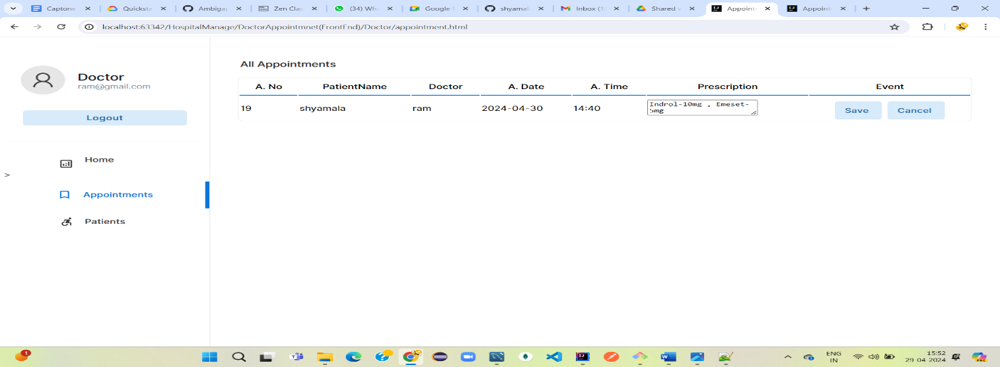 Captone
Quicksta
Ambiga
Zen Clas
(34) Wh
Google
shyamal
Inbox (1
Shared
Appoint
Appoint
localhost:63342/HospitalManage/DoctorAppointmnet(FrontEnd)/Doctor/appointment.html
Doctor
ram@gmail.com
Logout
Home
>
Appointments
Patients
All Appointments
A. No PatientName Doctor A. Date A. Time Prescription Event
19 shyamala ram 2024-04-30 14:40 Indrol-10mg , Emeset-
5mg
Save Cancel
1
ENG
IN
15:52
29-04-2024
PRE